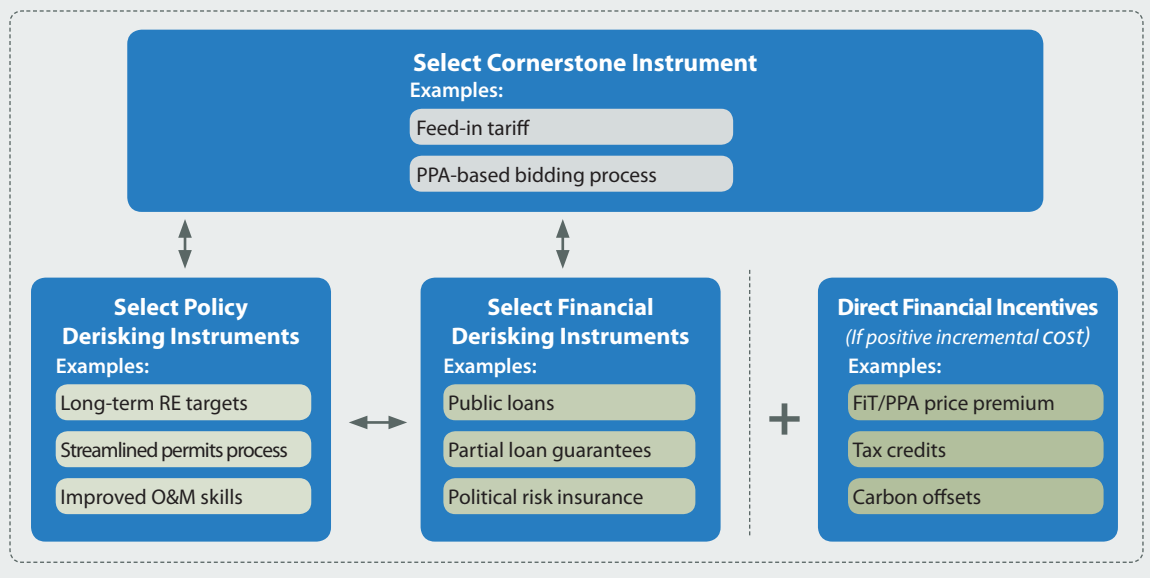 Select Cornerstone Instrument
Examples:
Feed-in tariff
PPA-based bidding process
Select Policy
Derisking Instruments
Examples:
Long-term RE targets
Streamlined permits process
Improved O&M skills
Select Financial
Derisking Instruments
Examples:
Public loans
Partial loan guarantees
Political risk insurance
+
Direct Financial Incentives
(If positive incremental cost)
Examples:
FiT/PPA price premium
Tax credits
Carbon offsets